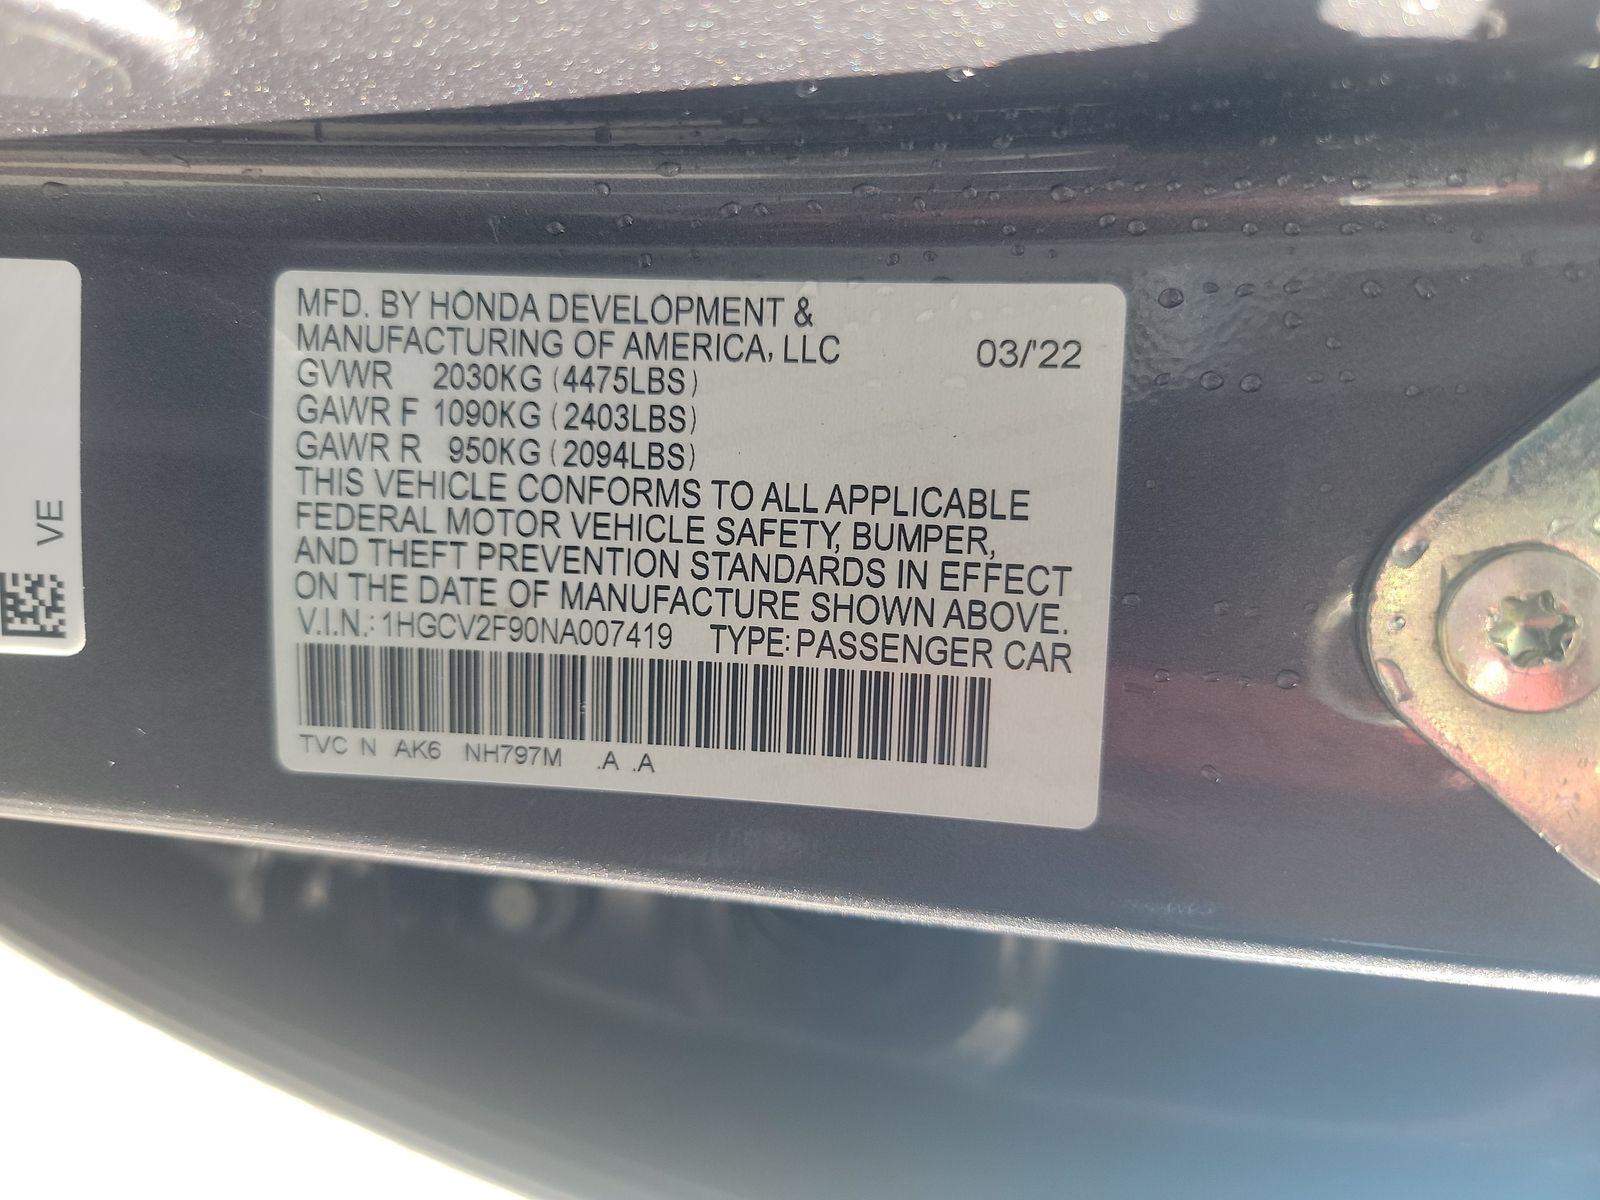 MFD. BY HONDA DEVELOPMENT &
MANUFACTURING OF AMERICA, LLC 03/'22
GVWR 2030KG (4475LBS)
GAWR F 1090KG (2403LBS)
GAWR R 950KG (2094LBS)
THIS VEHICLE CONFORMS TO ALL APPLICABLE
FEDERAL MOTOR VEHICLE SAFETY, BUMPER,
AND THEFT PREVENTION STANDARDS IN EFFECT
ON THE DATE OF MANUFACTURE SHOWN ABOVE.
V.I.N.: 1HGCV2F90NA007419 TYPE: PASSENGER CAR
TVC N AK6 NH797M .A .A
VE